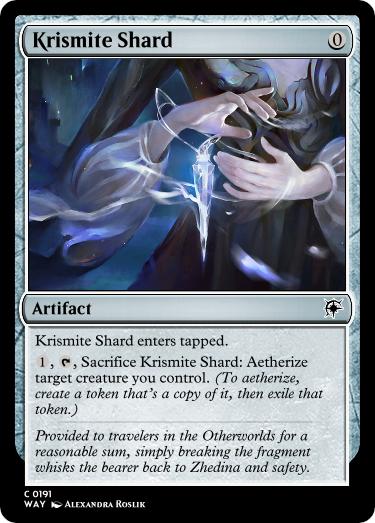 Krismite Shard 0
Artifact
Krismite Shard enters tapped.
1, , Sacrifice Krismite Shard: Aetherize
target creature you control. (To aetherize,
create a token that's a copy of it, then exile that
token.)
Provided to travelers in the Otherworlds for a
reasonable sum, simply breaking the fragment
whisks the bearer back to Zhedina and safety.
C 0191
WAY Alexandra Roslik